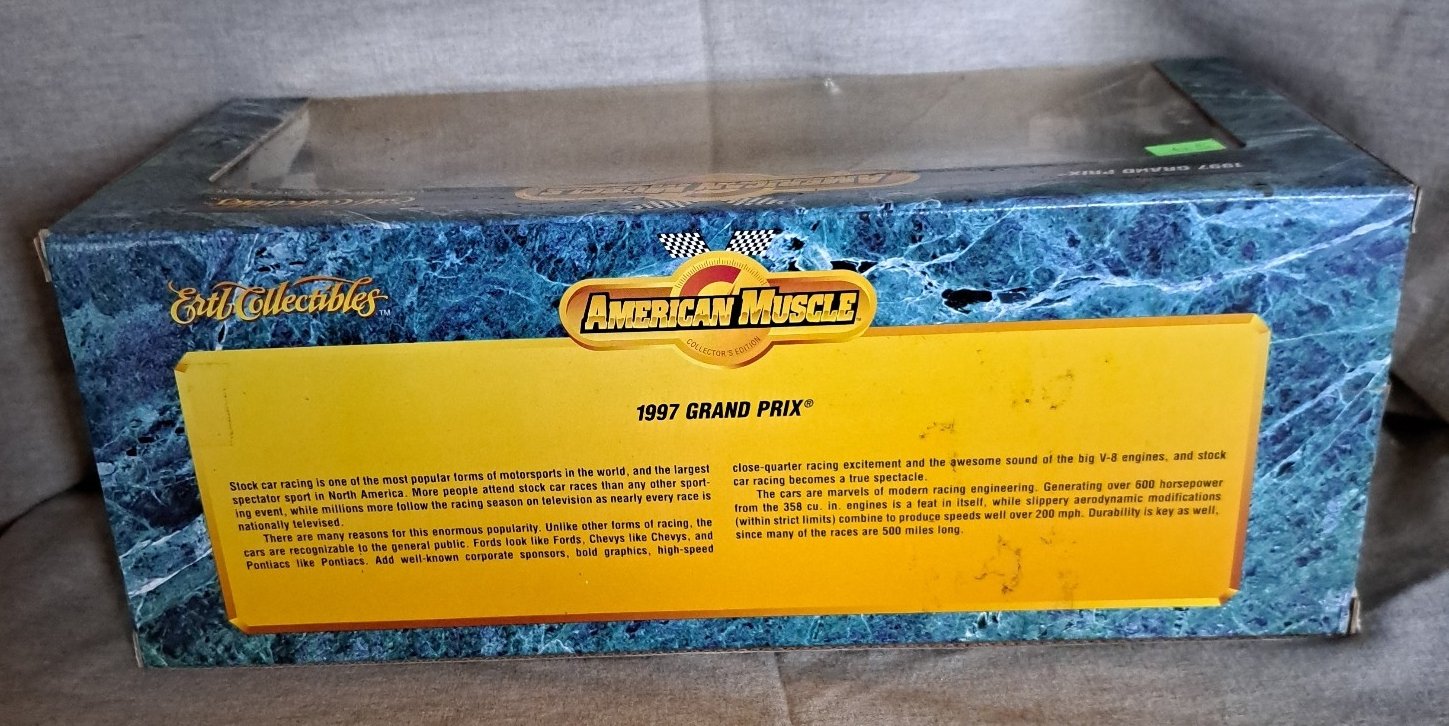 1997 GRAND PRIX
AMERICAN MUSCLE
Ertl Collectibles™
AMERICAN MUSCLE
COLLECTOR'S EDITION
1997 GRAND PRIX®
Stock car racing is one of the most popular forms of motorsports in the world, and the largest
spectator sport in North America. More people attend stock car races than any other sport-
ing event, while millions more follow the racing season on television as nearly every race is
nationally televised.
There are many reasons for this enormous popularity. Unlike other forms of racing, the
cars are recognizable to the general public. Fords look like Fords, Chevys like Chevys, and
Pontiacs like Pontiacs. Add well-known corporate sponsors, bold graphics, high-speed
close-quarter racing excitement and the awesome sound of the big V-8 engines, and stock
car racing becomes a true spectacle.
The cars are marvels of modern racing engineering. Generating over 600 horsepower
from the 358 cu. in. engines is a feat in itself, while slippery aerodynamic modifications
(within strict limits) combine to produce speeds well over 200 mph. Durability is key as well,
since many of the races are 500 miles long.